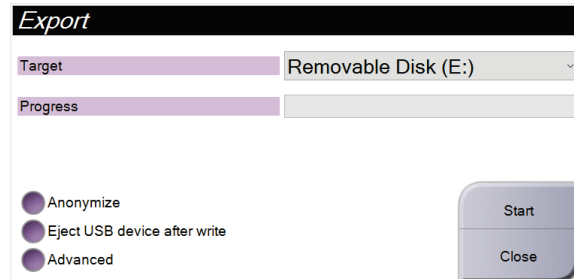 Export
Target
Removable Disk (E:)
Progress
Anonymize
Eject USB device after write
Advanced
Start
Close